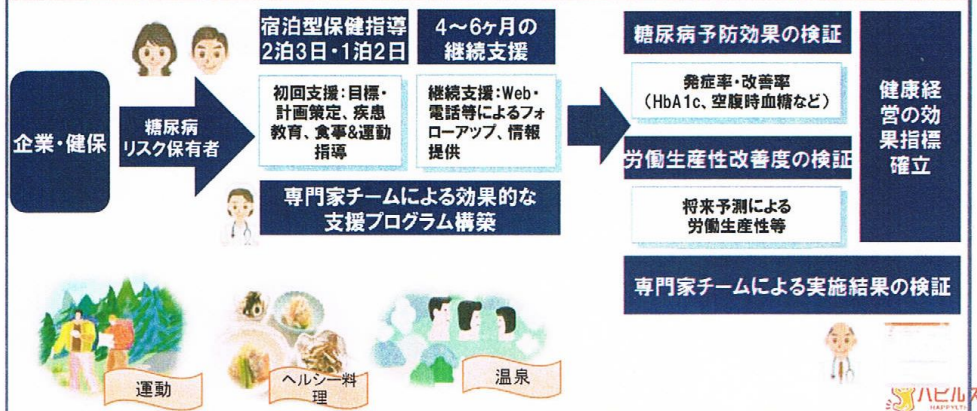 企業・健保
糖尿病
リスク保有者
宿泊型保健指導
2泊3日・1泊2日
初回支援:目標・
計画策定、疾患
教育、食事&運動
指導
4～6ヶ月の
継続支援
継続支援:Web・
電話等によるフォ
ローアップ、情報
提供
専門家チームによる効果的な
支援プログラム構築
糖尿病予防効果の検証
発症率・改善率
(HbA1c、空腹時血糖など)
労働生産性改善度の検証
将来予測による
労働生産性等
健康経
営の効
果指標
確立
専門家チームによる実施結果の検証
運動
ヘルシー料
理
温泉
ハピルス